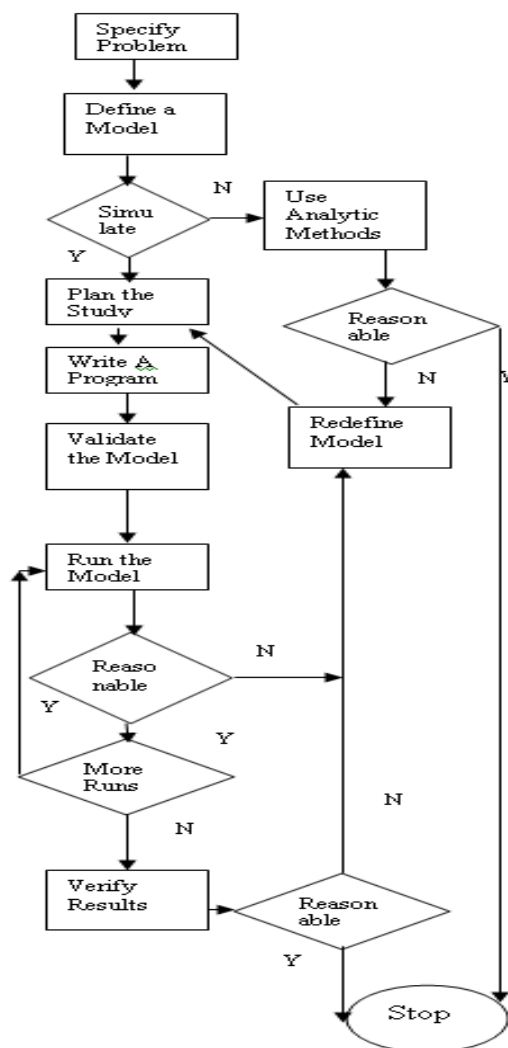 Specify
Problem
Define a
Model
N
Simu
late
Use
Analytic
Methods
Y
Plan the
Study
Reason
able
Write A
Program
N
Y
Redefine
Model
Validate
the Model
Run the
Model
N
Reaso
nable
Y
Y
More
Runs
N
N
Verify
Results
Reason
able
Y
Stop